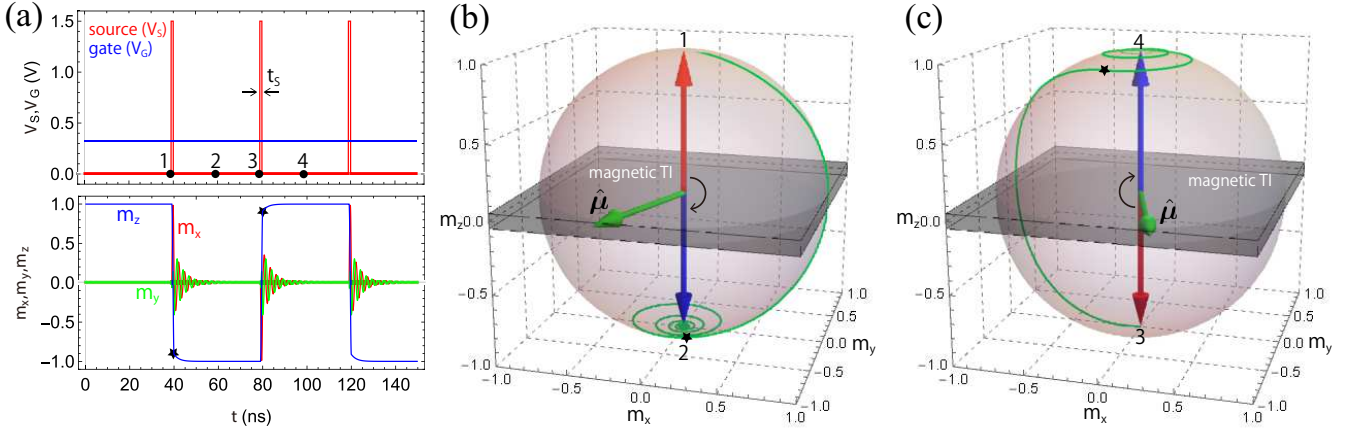 (a)
1.5
1.0
0.5
0.0
V_S,V_G (V)
source (V_S)
gate (V_G)
t_S
1
2
3
4
1.0
0.5
0.0
−0.5
−1.0
m_x,m_y,m_z
m_z
m_x
m_y
0
20
40
60
80
100
120
140
t (ns)
(b)
1
1.0
0.5
m_z 0.0
−0.5
−1.0
magnetic TI
μ̂
2
−1.0
0.0
0.5
1.0
m_x
−1.0
−0.5
0.0
0.5
1.0
m_y
(c)
4
1.0
0.5
m_z 0.0
−0.5
−1.0
magnetic TI
μ̂
3
−1.0
0.0
0.5
1.0
m_x
−1.0
−0.5
0.0
0.5
1.0
m_y